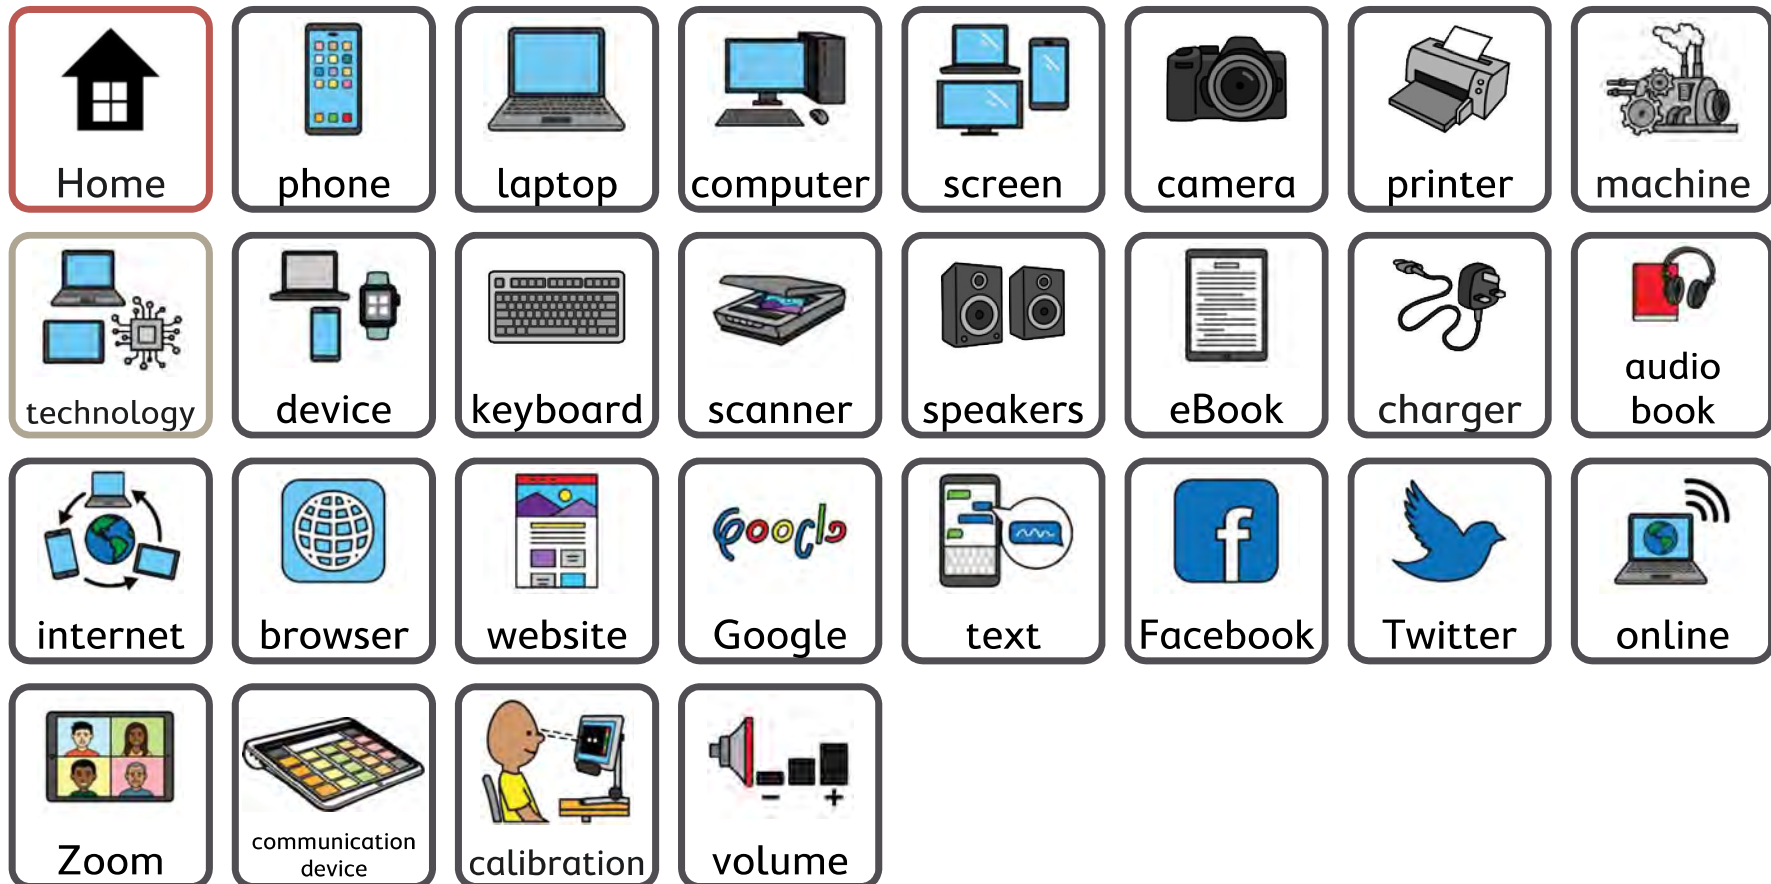 Home
phone
laptop
computer
screen
camera
printer
machine
technology
device
keyboard
scanner
speakers
eBook
charger
audio
book
internet
browser
website
Google
text
Facebook
Twitter
online
Zoom
communication
device
calibration
volume